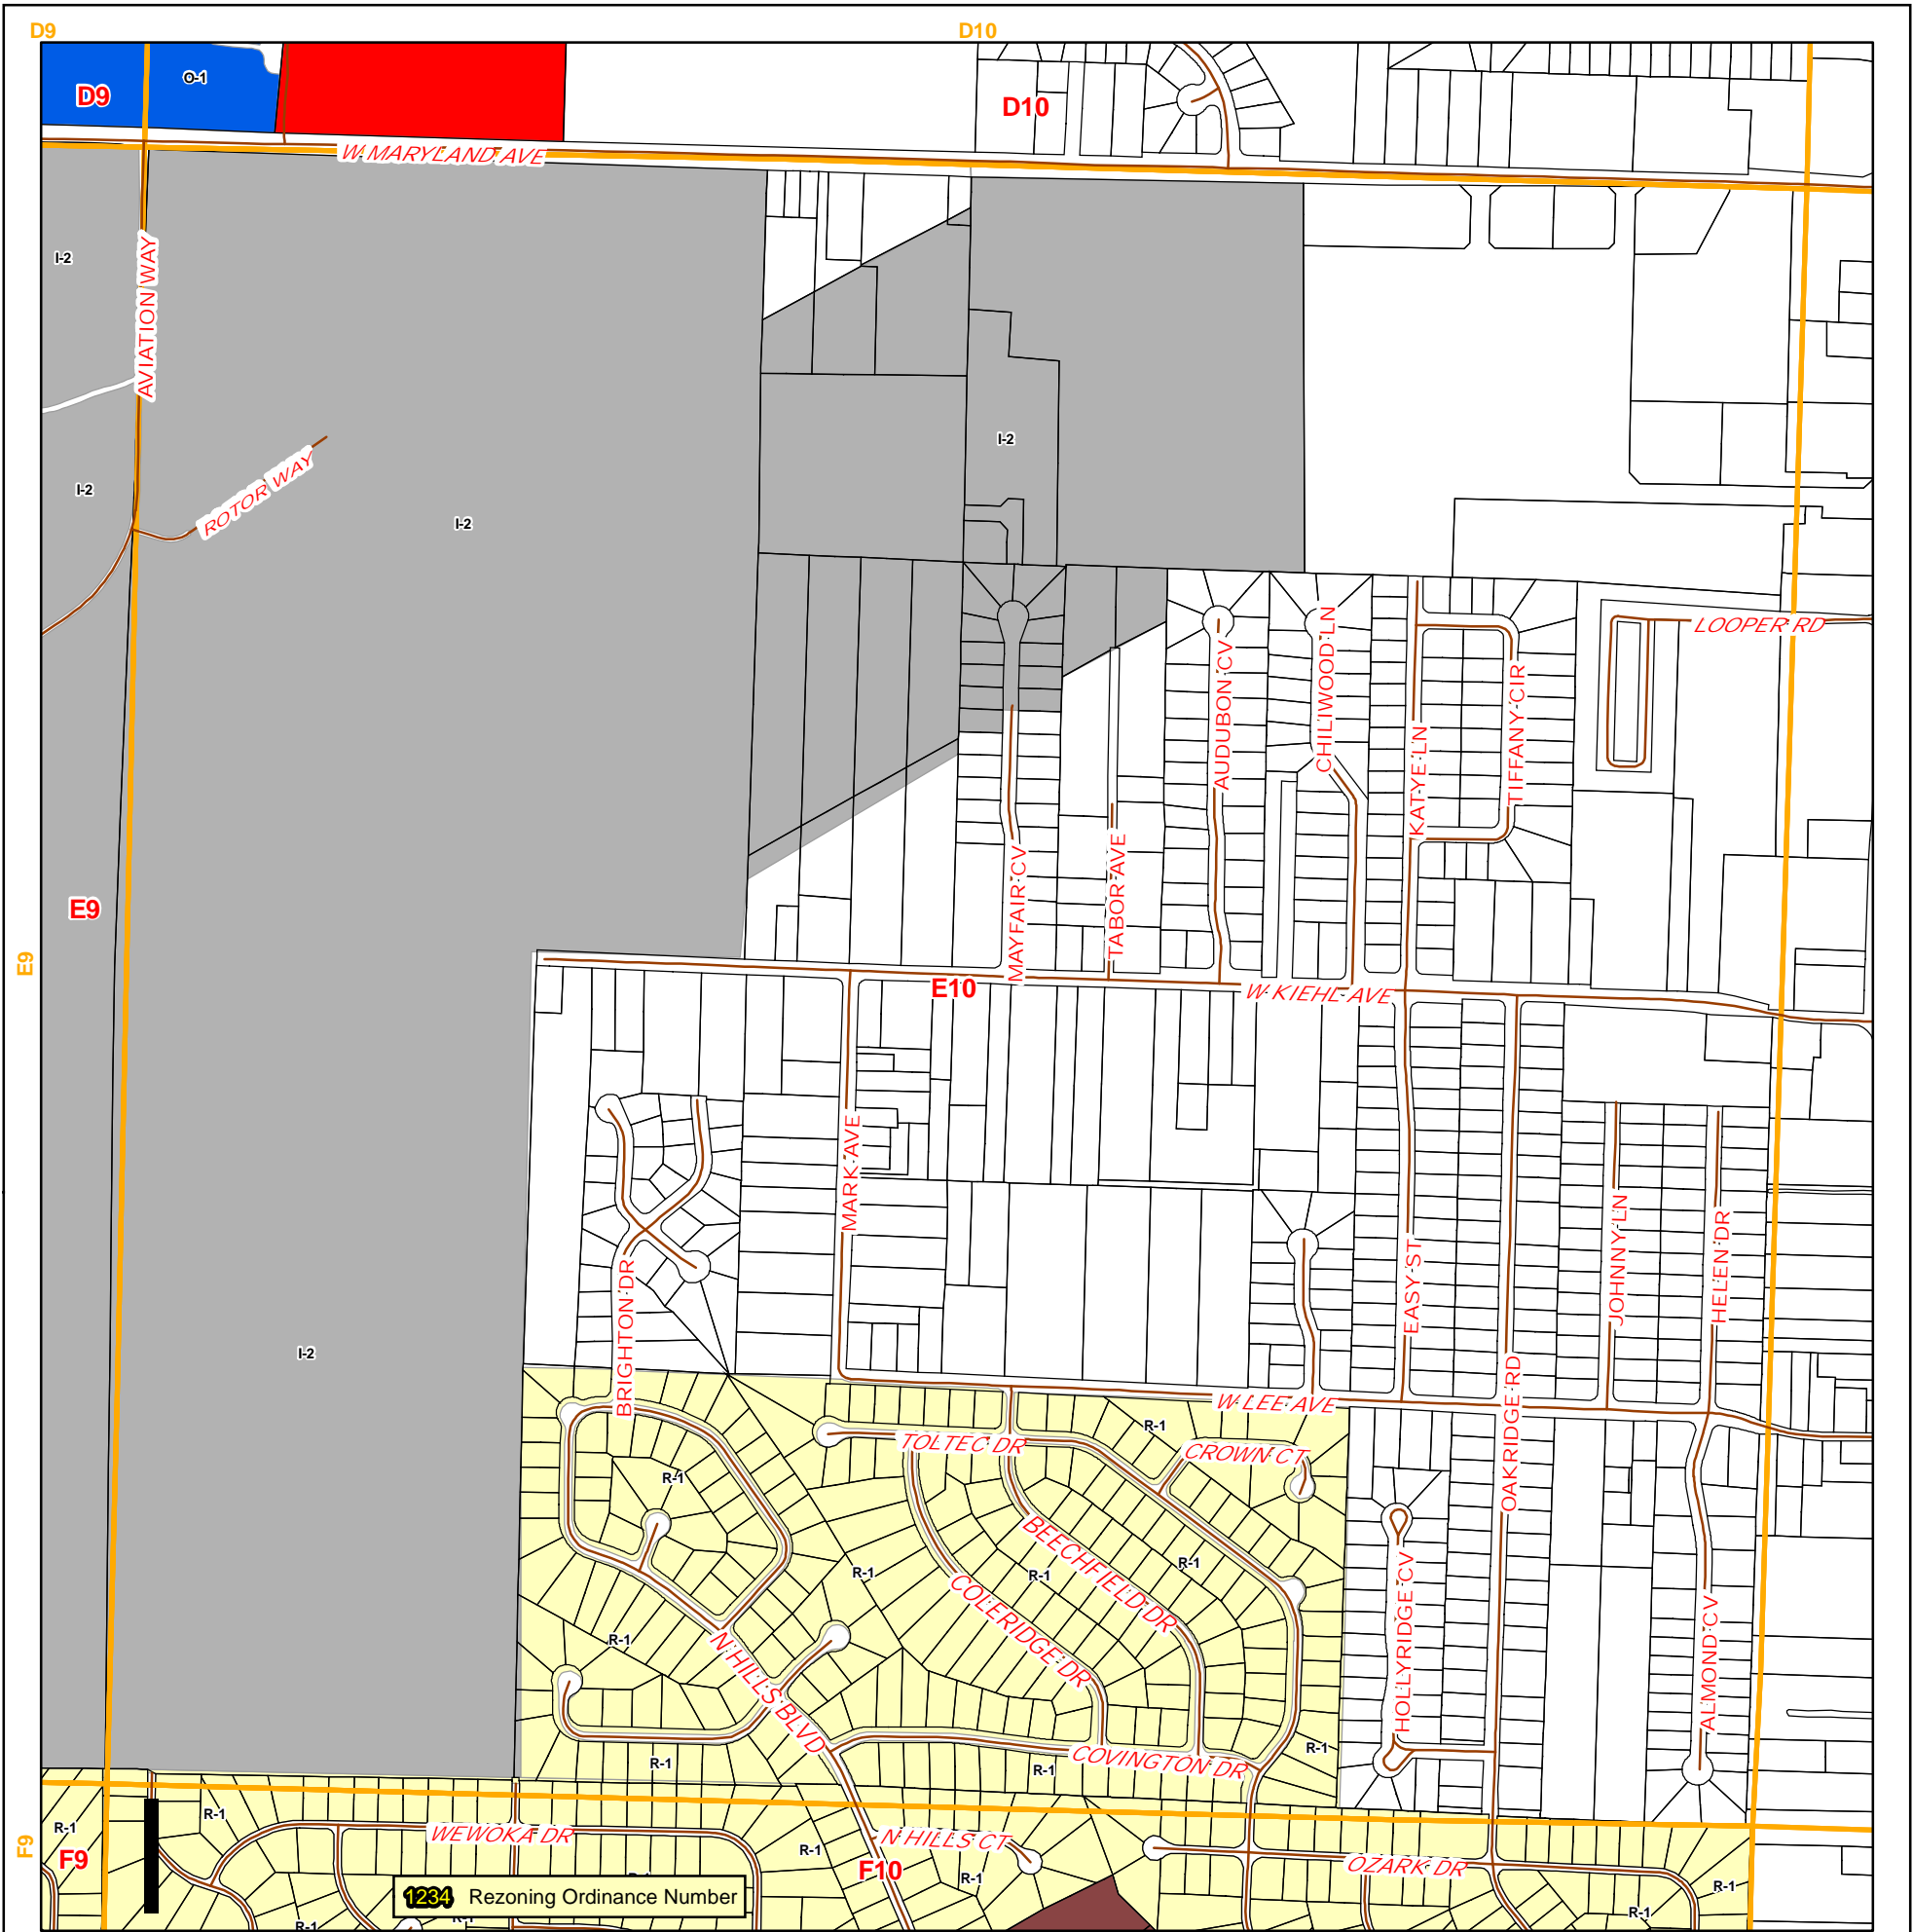 D9
D10
D9
O-1
D10
W MARYLAND AVE
I-2
AVIATION WAY
I-2
I-2
ROTOR WAY
I-2
LOOPER RD
AUDUBON CV
CHILIWOOD LN
KATYE LN
TIFFANY CIR
MAYFAIR CV
TABOR AVE
E9
E9
E10
W KIEHL AVE
MARK AVE
BRIGHTON DR
EASY ST
JOHNNY LN
HELEN DR
I-2
OAKRIDGE RD
W LEE AVE
R-1
TOLTEC DR
CROWN CT
R-1
BEECHFIELD DR
R-1
R-1
R-1
COLERIDGE DR
HOLLYRIDGE CV
ALMOND CV
R-1
N HILLS BLVD
R-1
COVINGTON DR
R-1
R-1
R-1
R-1
F9
F9
WEWOKA DR
R-1
N HILLS CT
F10
R-1
OZARK DR
R-1
R-1
1234 Rezoning Ordinance Number
R-1